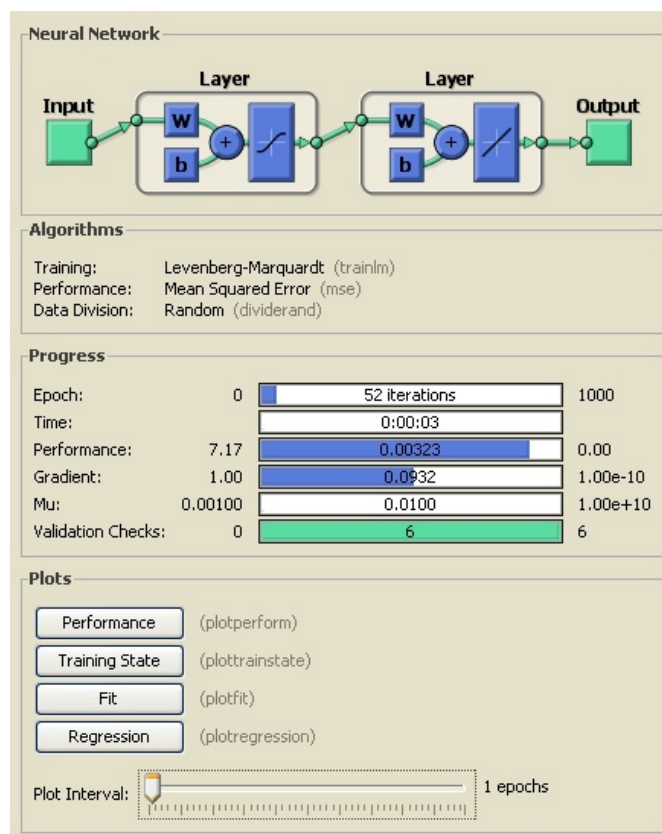 Neural Network
Layer Layer
Input Output
W W
+ +
b b
Algorithms
Training: Levenberg-Marquardt (trainlm)
Performance: Mean Squared Error (mse)
Data Division: Random (dividerand)
Progress
Epoch: 0 52 iterations 1000
Time: 0:00:03
Performance: 7.17 0.00323 0.00
Gradient: 1.00 0.0932 1.00e-10
Mu: 0.00100 0.0100 1.00e+10
Validation Checks: 0 6 6
Plots
Performance (plotperform)
Training State (plottrainstate)
Fit (plotfit)
Regression (plotregression)
Plot Interval: 1 epochs